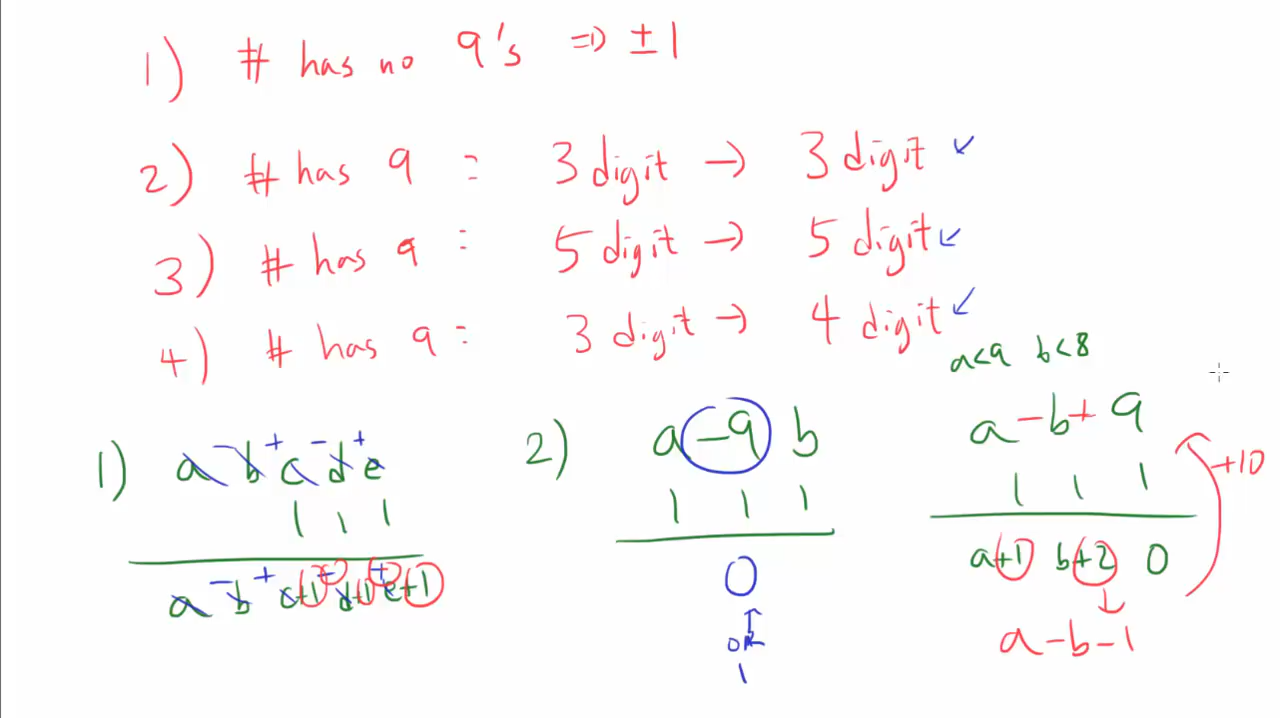 1) # has no 9's => ±1
2) # has 9 : 3 digit → 3 digit ✓
3) # has 9 : 5 digit → 5 digit ✓
4) # has 9 : 3 digit → 4 digit ✓
1) a - b + c - d + e
1 1 1
a - b + c+1 - d+1 + e+1
2) a - 9 b
1 1 1
0
or
1
a<9 b<8
a - b + 9
1 1 1
a+1 b+2 0
+10
a - b - 1